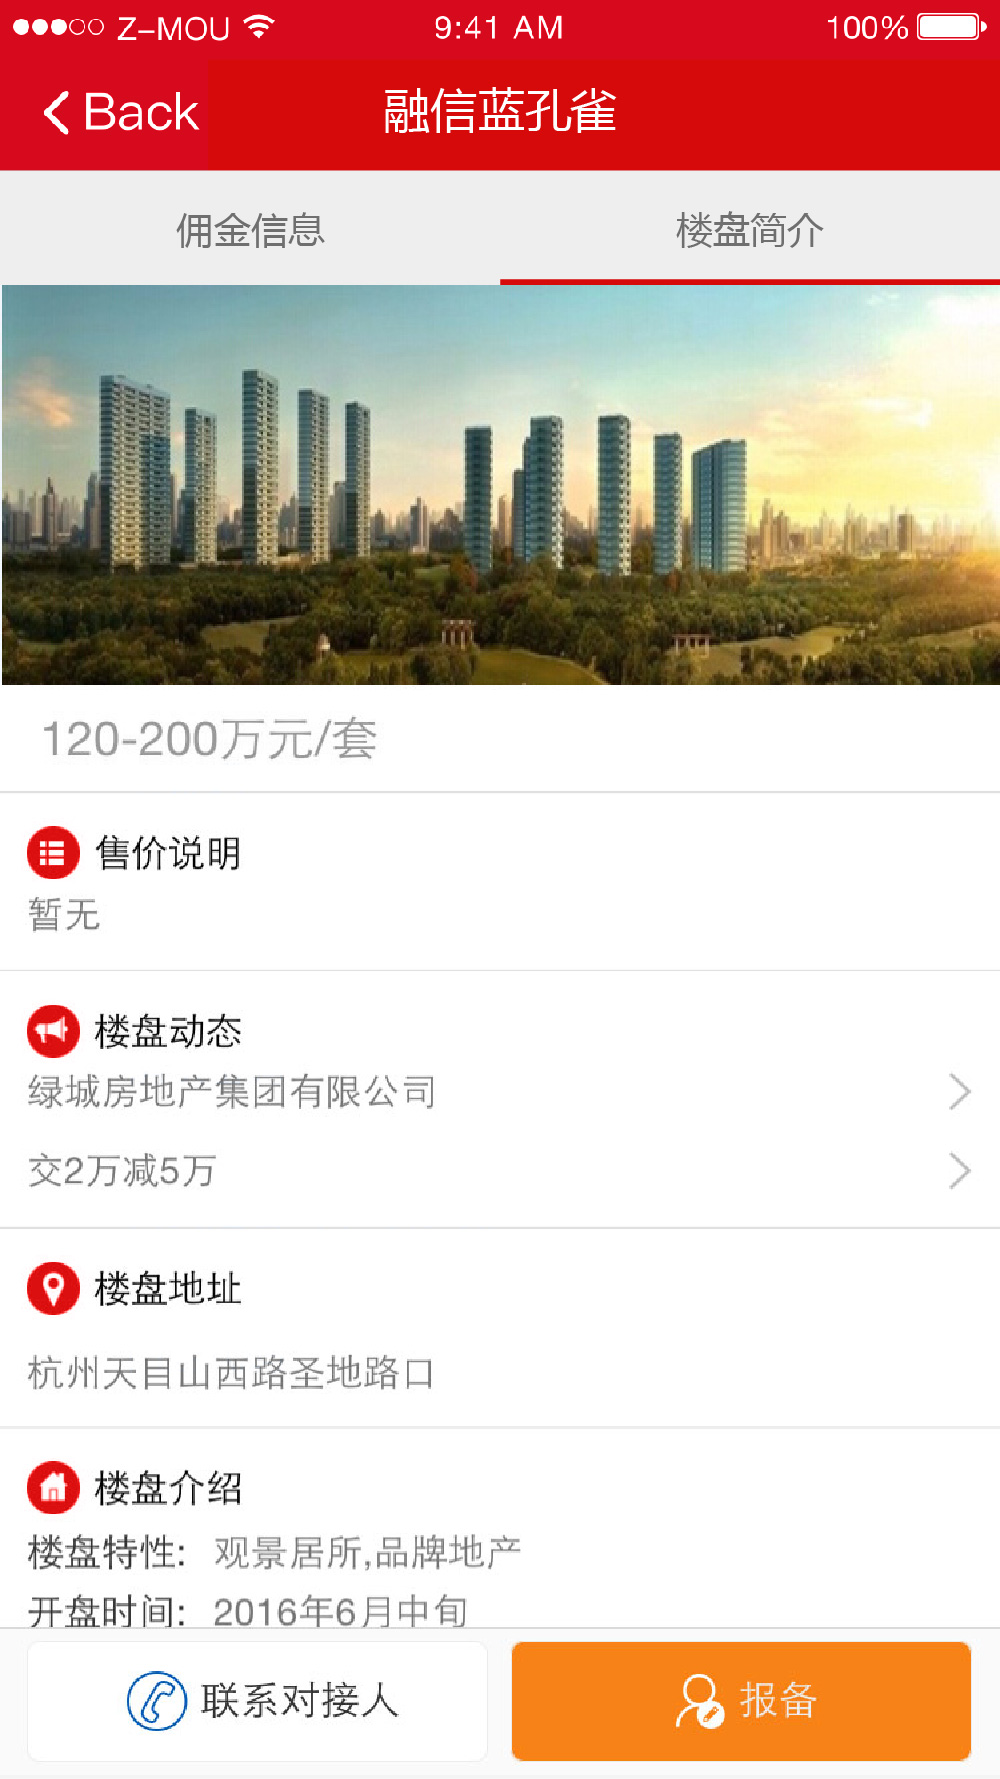 Z-MOU 9:41 AM 100%
Back 融信蓝孔雀
佣金信息 楼盘简介
120-200万元/套
售价说明
暂无
楼盘动态
绿城房地产集团有限公司
交2万减5万
楼盘地址
杭州天目山西路圣地路口
楼盘介绍
楼盘特性: 观景居所,品牌地产
开盘时间: 2016年6月中旬
联系对接人 报备